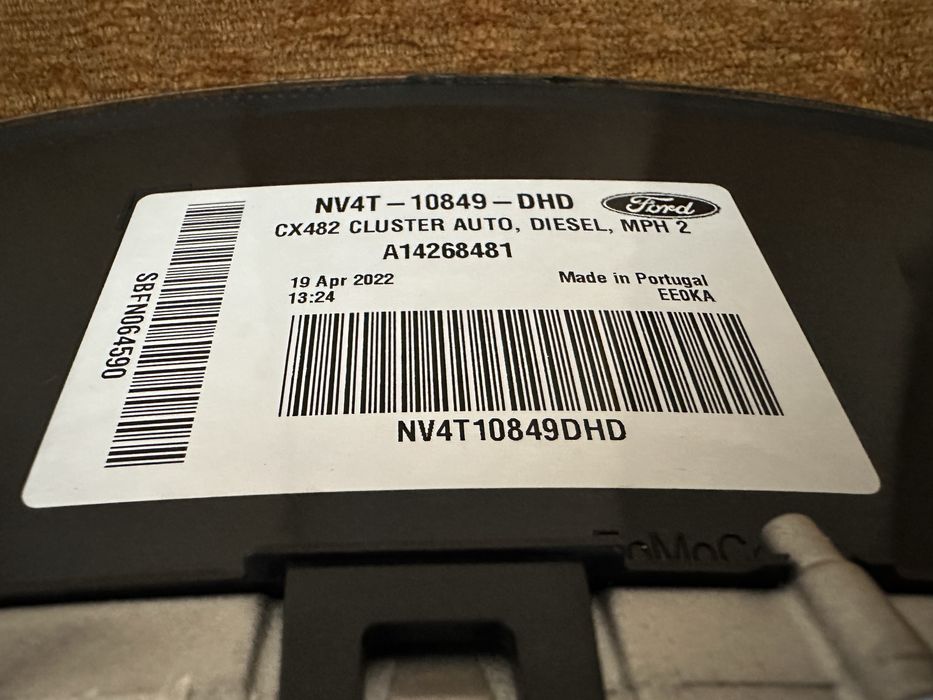 NV4T-10849-DHD
Ford
CX482 CLUSTER AUTO, DIESEL, MPH 2
A14268481
19 Apr 2022
Made in Portugal
13:24
EE0KA
SBFN064590
NV4T10849DHD
FoMoCo